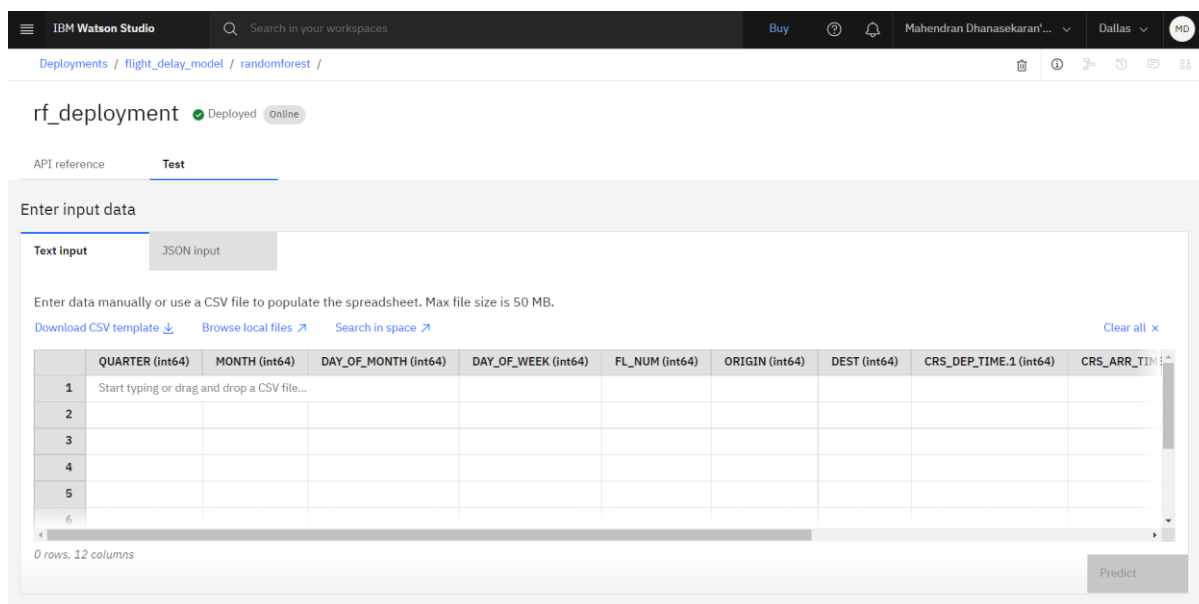 IBM Watson Studio Search in your workspaces Buy Mahendran Dhanasekaran'... Dallas MD
Deployments / flight_delay_model / randomforest /
rf_deployment Deployed Online
API reference Test
Enter input data
Text input JSON input
Enter data manually or use a CSV file to populate the spreadsheet. Max file size is 50 MB.
Download CSV template Browse local files Search in space Clear all ×
QUARTER (int64) MONTH (int64) DAY_OF_MONTH (int64) DAY_OF_WEEK (int64) FL_NUM (int64) ORIGIN (int64) DEST (int64) CRS_DEP_TIME.1 (int64) CRS_ARR_TIM
1 Start typing or drag and drop a CSV file...
2
3
4
5
6
0 rows, 12 columns
Predict